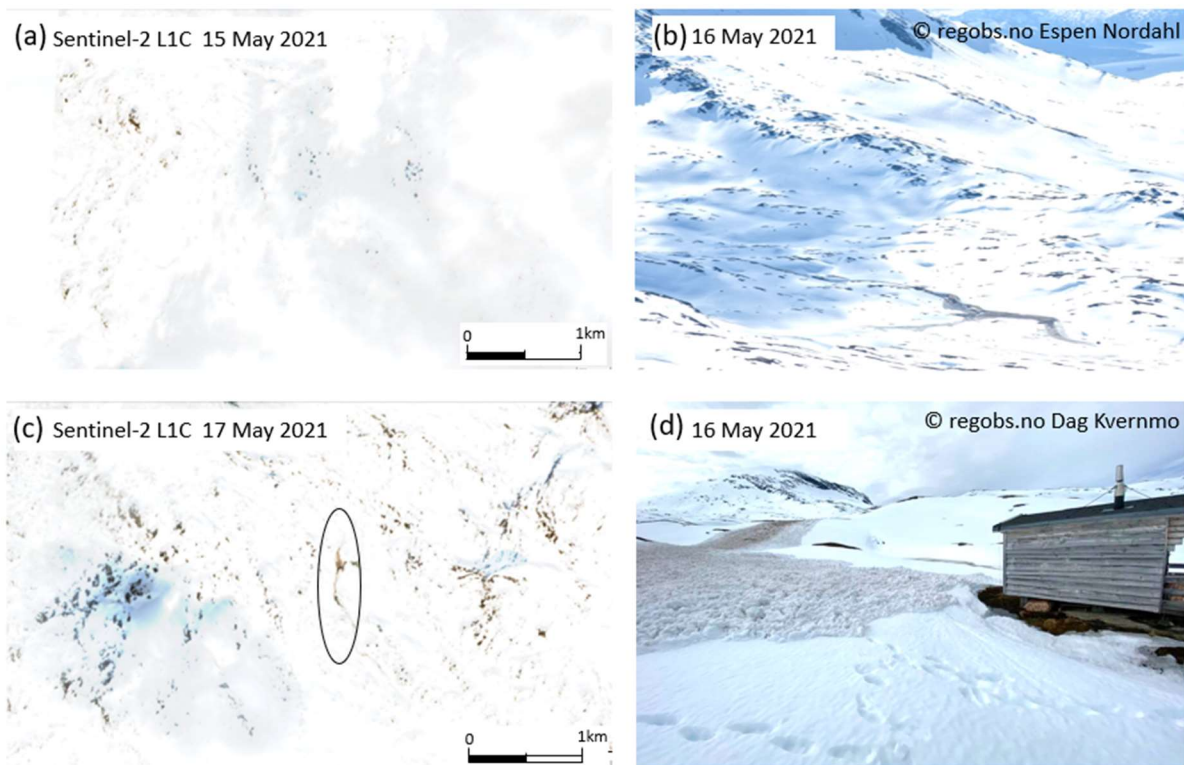 (a) Sentinel-2 L1C 15 May 2021
0 1km
(b) 16 May 2021
© regobs.no Espen Nordahl
(c) Sentinel-2 L1C 17 May 2021
0 1km
(d) 16 May 2021
© regobs.no Dag Kvernmo